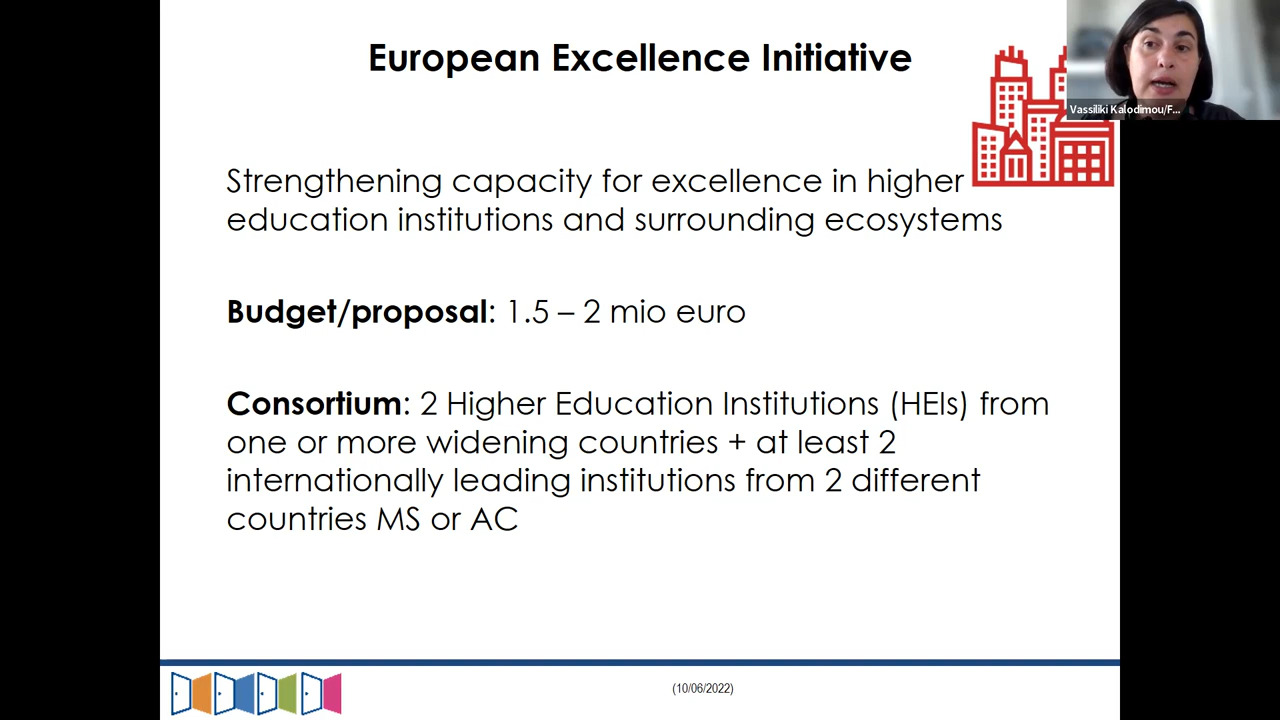 European Excellence Initiative
Vassiliki Kalodimou/F...
Strengthening capacity for excellence in higher
education institutions and surrounding ecosystems
Budget/proposal: 1.5 – 2 mio euro
Consortium: 2 Higher Education Institutions (HEIs) from
one or more widening countries + at least 2
internationally leading institutions from 2 different
countries MS or AC
(10/06/2022)